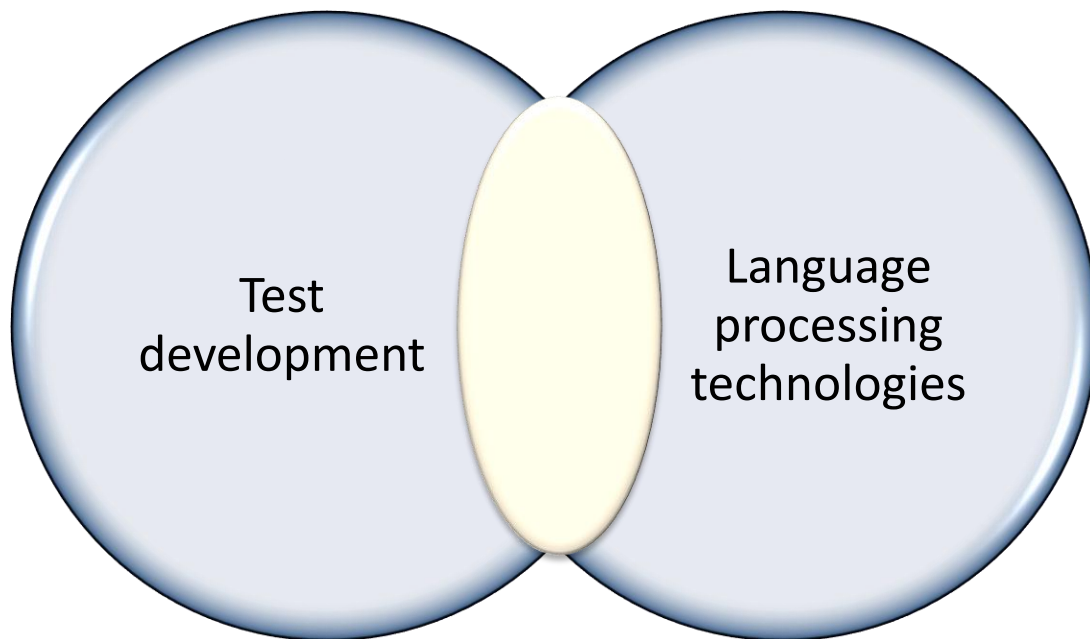 Test
development
Language
processing
technologies